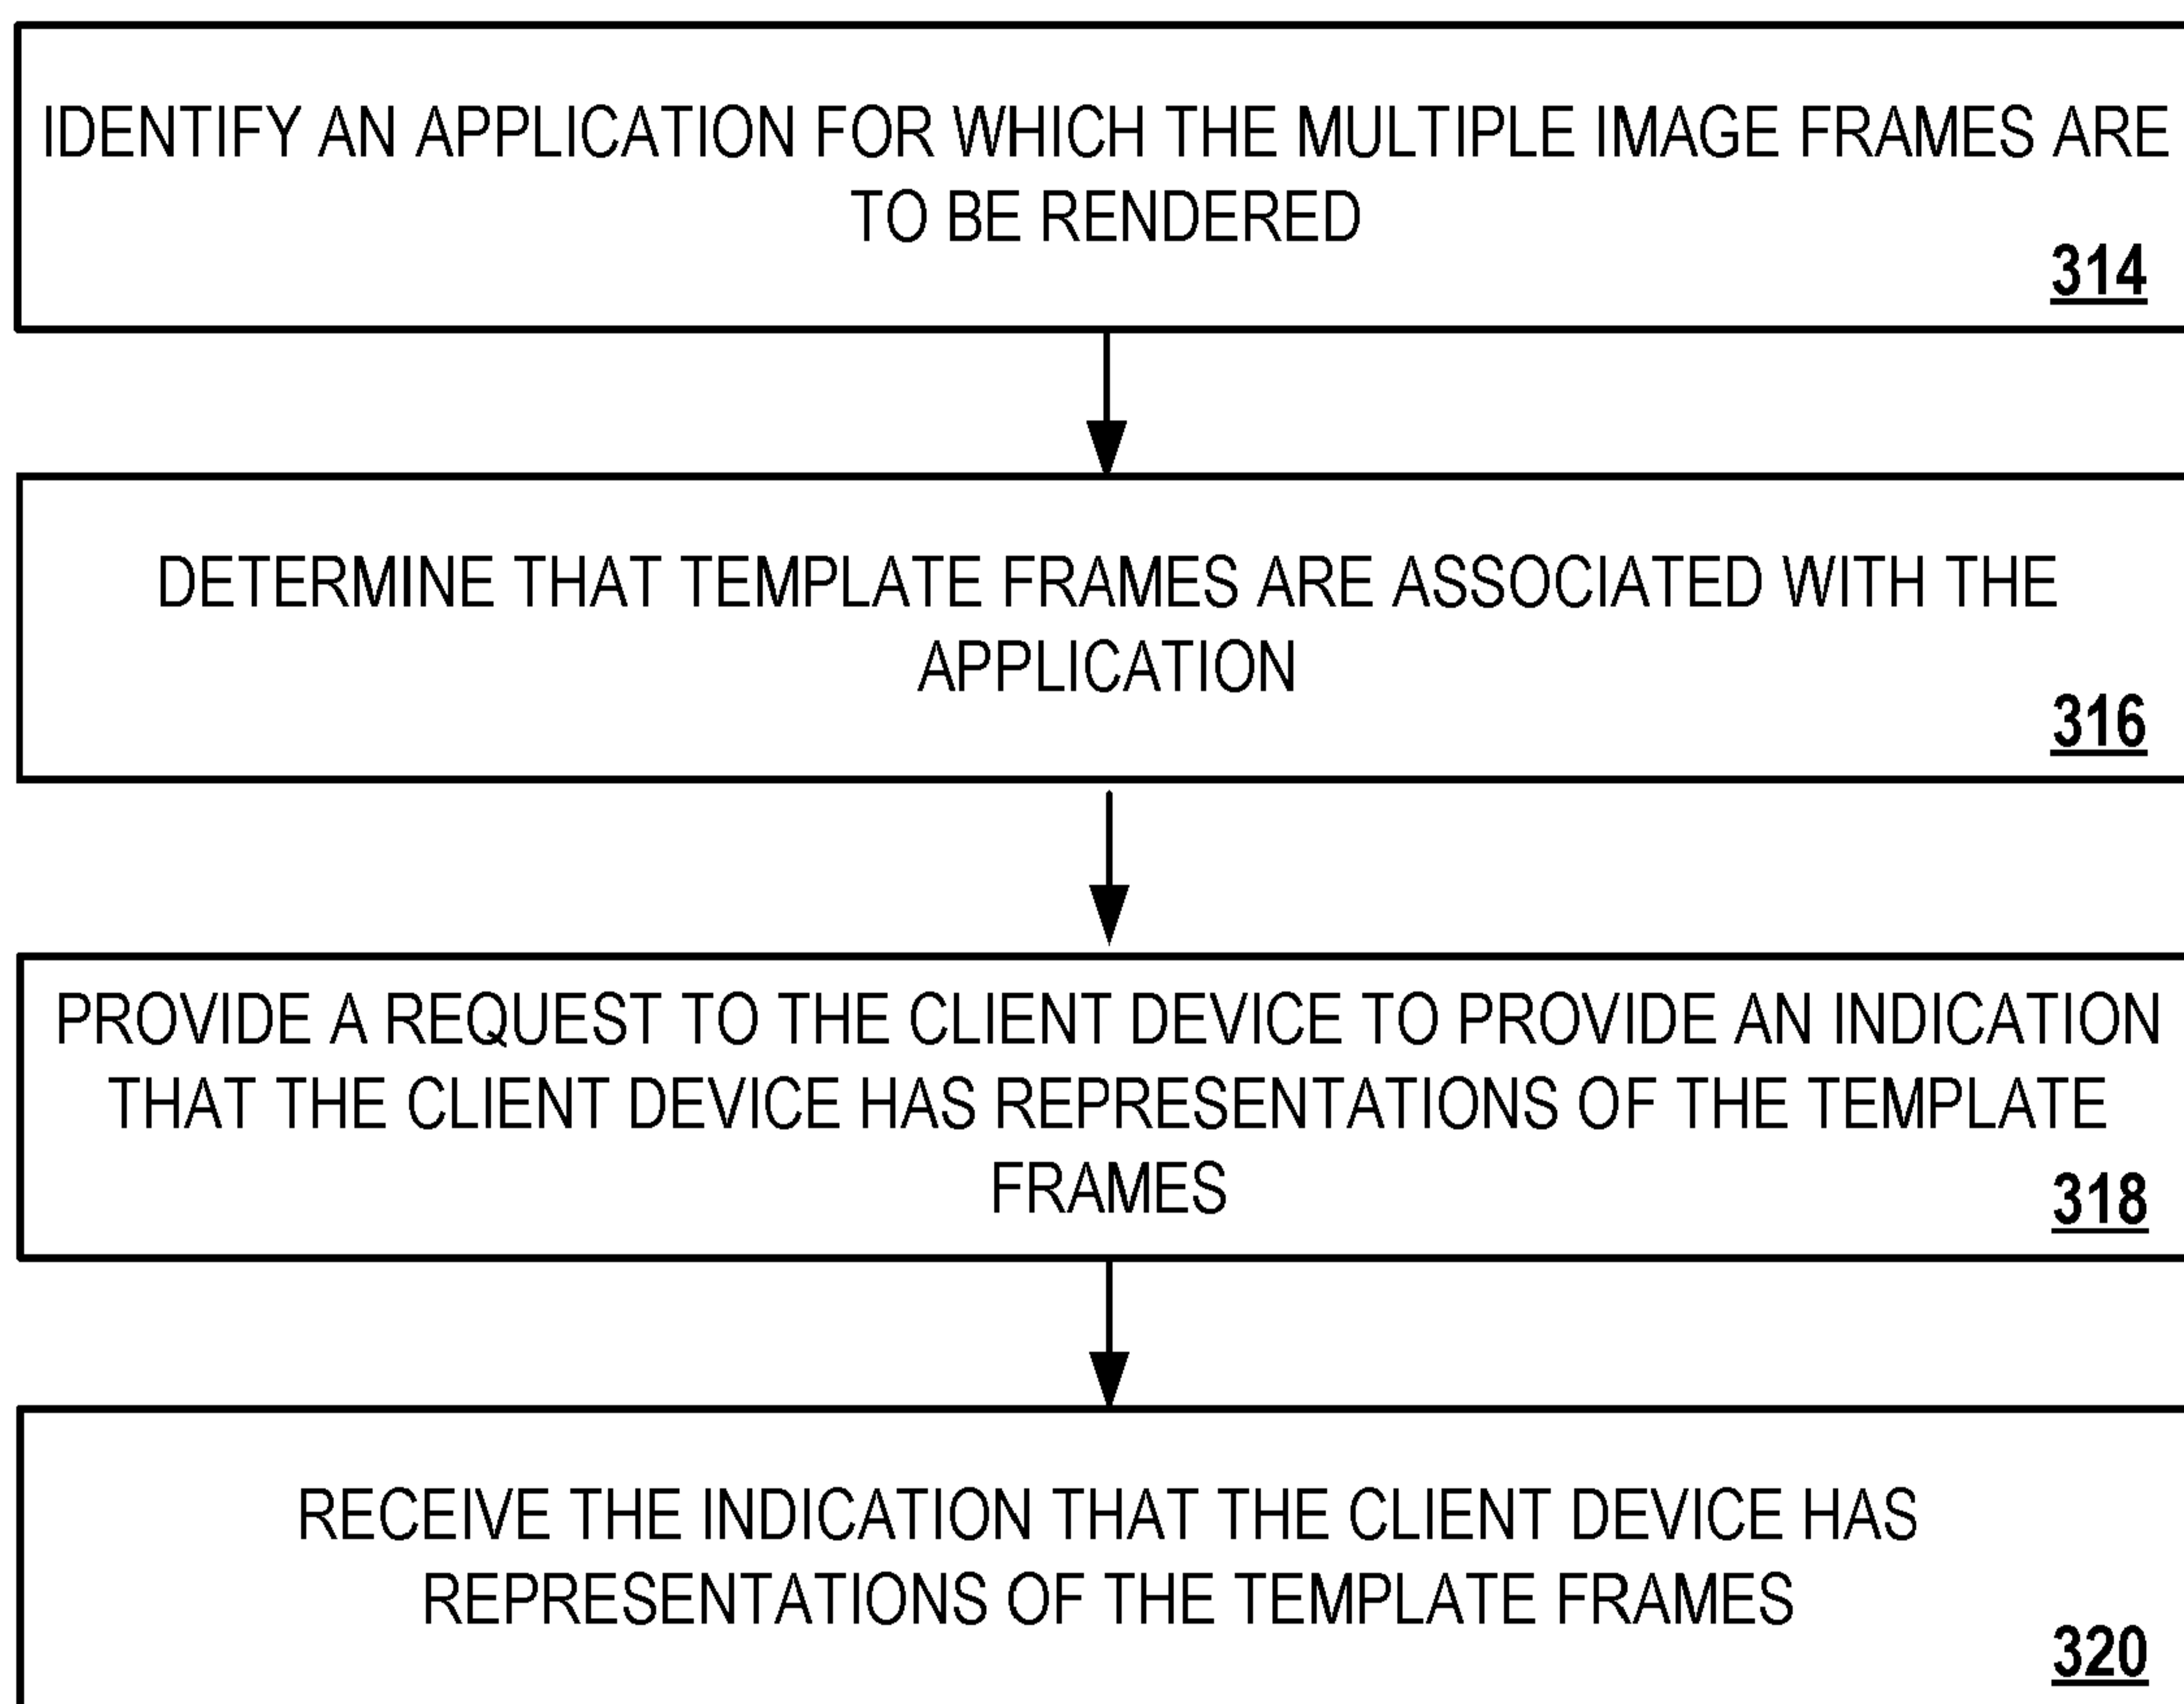 IDENTIFY AN APPLICATION FOR WHICH THE MULTIPLE IMAGE FRAMES ARE
TO BE RENDERED
314
DETERMINE THAT TEMPLATE FRAMES ARE ASSOCIATED WITH THE
APPLICATION
316
PROVIDE A REQUEST TO THE CLIENT DEVICE TO PROVIDE AN INDICATION
THAT THE CLIENT DEVICE HAS REPRESENTATIONS OF THE TEMPLATE
FRAMES
318
RECEIVE THE INDICATION THAT THE CLIENT DEVICE HAS
REPRESENTATIONS OF THE TEMPLATE FRAMES
320